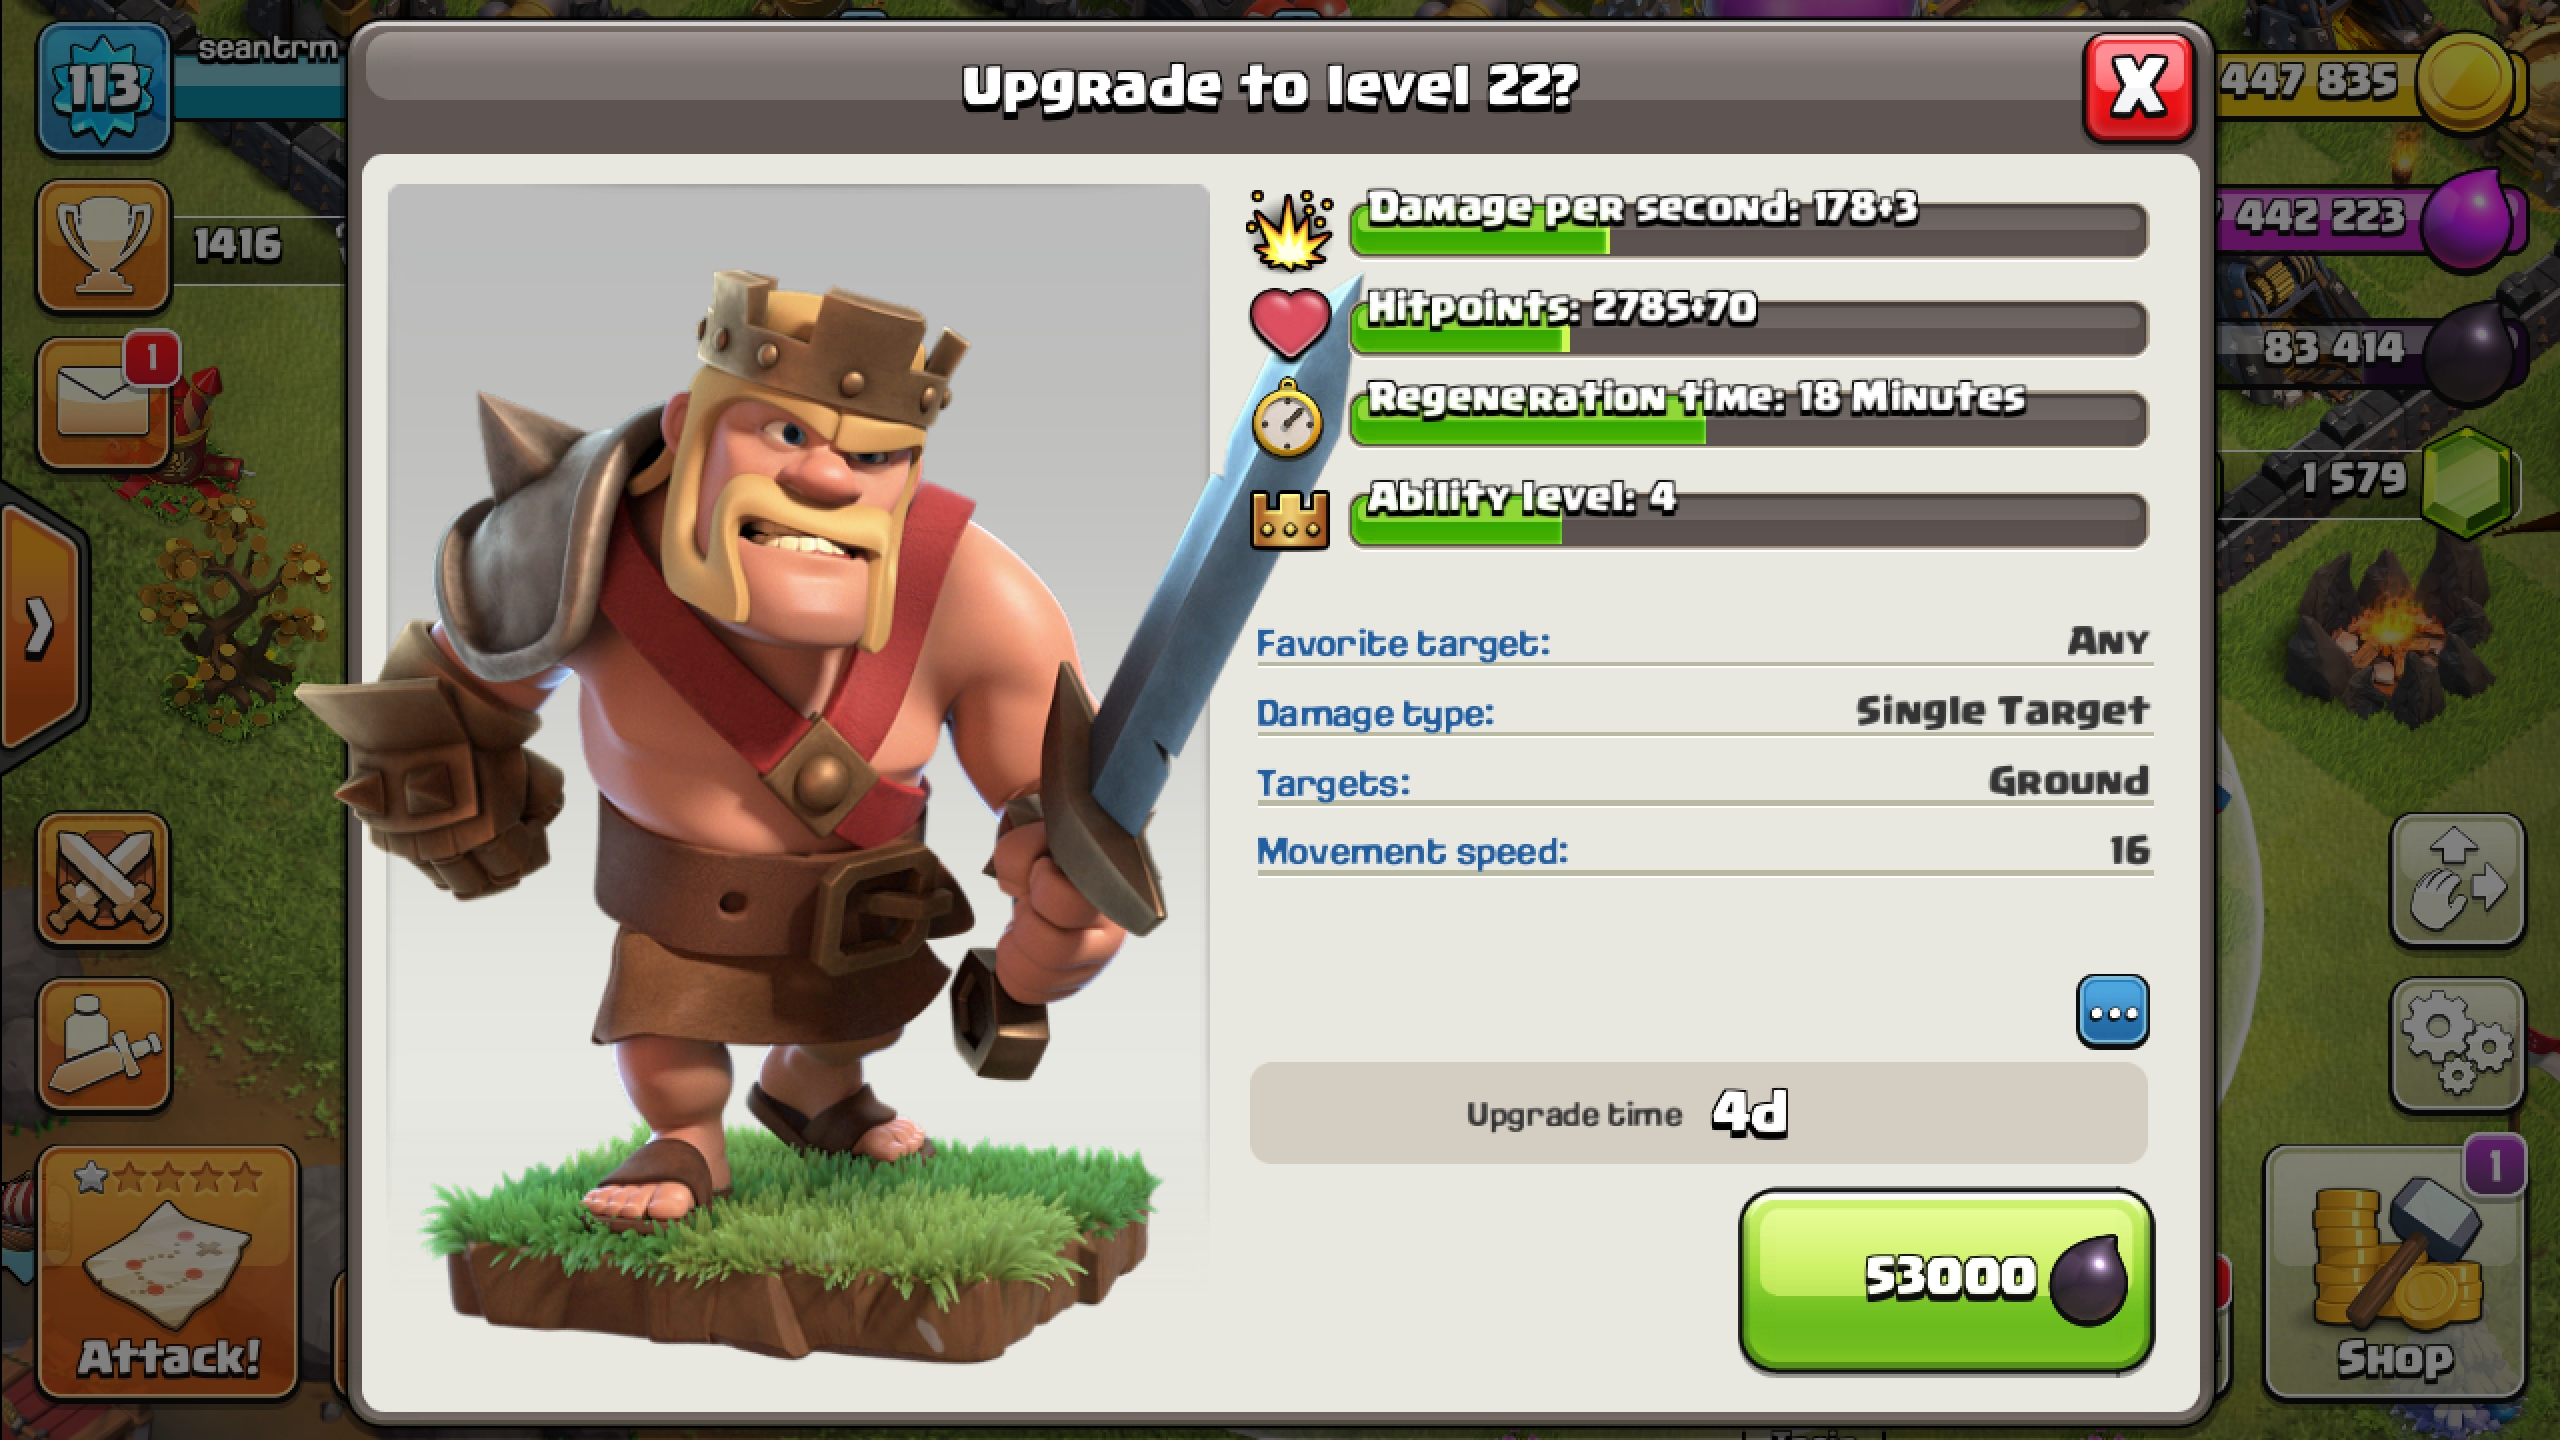 113
seantrm
Upgrade to level 22?
X
447 835
1416
442 223
1
83 414
1 579
Damage per second: 178+3
Hitpoints: 2785+70
Regeneration time: 18 Minutes
Ability level: 4
Favorite target: Any
Damage type: Single Target
Targets: Ground
Movement speed: 16
Upgrade time 4d
53000
Attack!
1
Shop